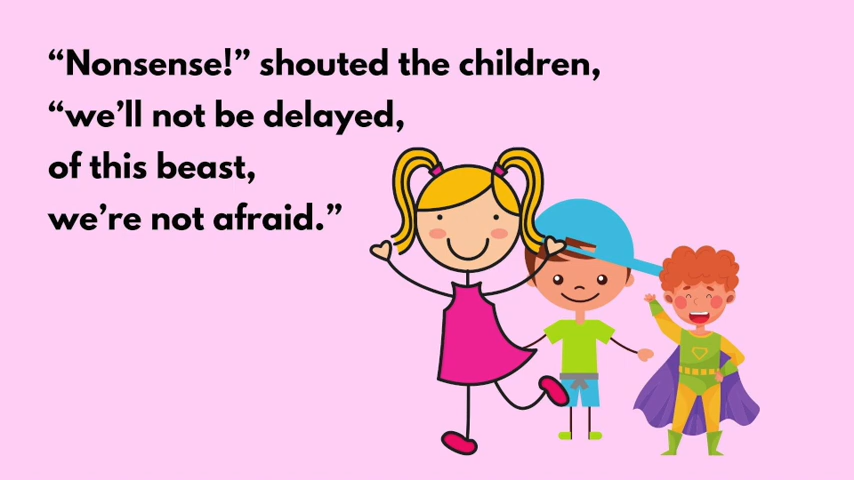 “Nonsense!” shouted the children,
“we’ll not be delayed,
of this beast,
we’re not afraid.”